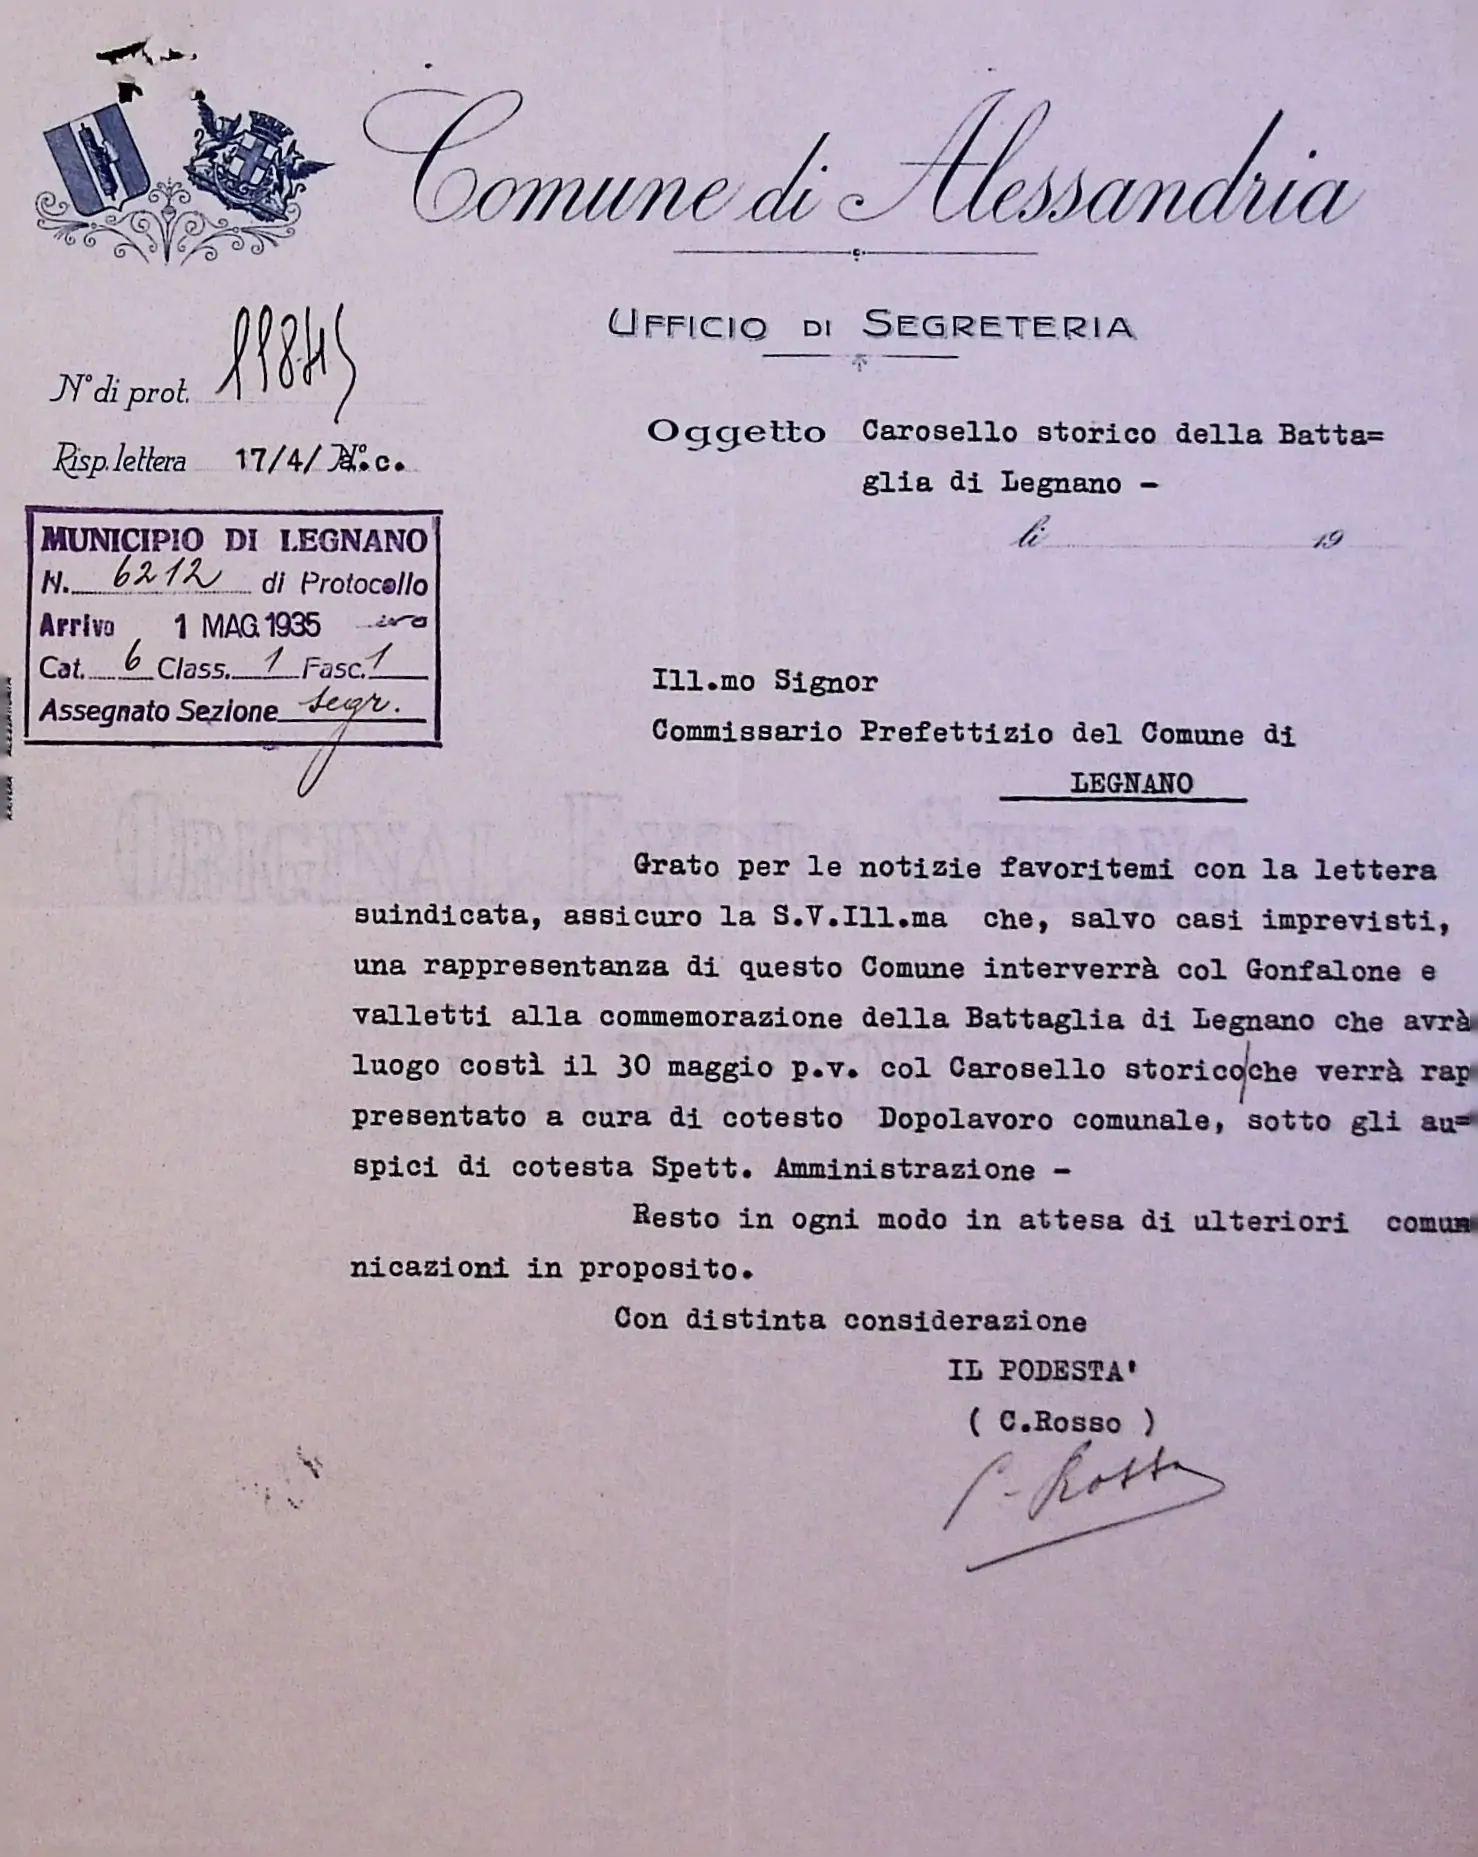 Comune di Alessandria
UFFICIO DI SEGRETERIA
N° di prot. 11845
Risp. lettera 17/4/ a.c.
Oggetto Carosello storico della Batta=
glia di Legnano -
li 19
MUNICIPIO DI LEGNANO
N. 6212 di Protocollo
Arrivo 1 MAG. 1935
Cat. 6 Class. 1 Fasc. 1
Assegnato Sezione segr.
Ill.mo Signor
Commissario Prefettizio del Comune di
LEGNANO
Grato per le notizie favoritemi con la lettera
suindicata, assicuro la S.V.Ill.ma che, salvo casi imprevisti,
una rappresentanza di questo Comune interverrà col Gonfalone e
valletti alla commemorazione della Battaglia di Legnano che avrà
luogo costì il 30 maggio p.v. col Carosello storico/che verrà rap
presentato a cura di cotesto Dopolavoro comunale, sotto gli au=
spici di cotesta Spett. Amministrazione -
Resto in ogni modo in attesa di ulteriori comu=
nicazioni in proposito.
Con distinta considerazione
IL PODESTA'
( C.Rosso )
C. Rosso